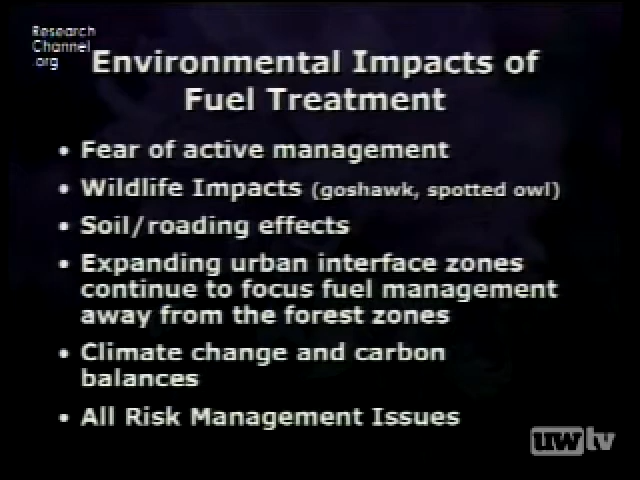 Research
Channel
.org
Environmental Impacts of
Fuel Treatment
• Fear of active management
• Wildlife Impacts (goshawk, spotted owl)
• Soil/roading effects
• Expanding urban interface zones
continue to focus fuel management
away from the forest zones
• Climate change and carbon
balances
• All Risk Management Issues
uwtv